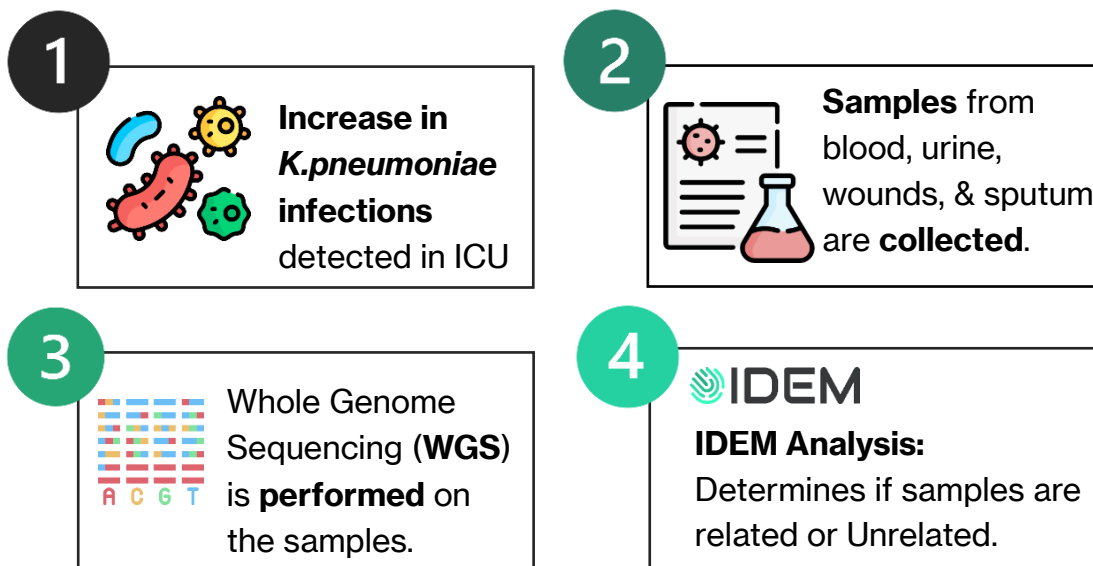 1
Increase in
K.pneumoniae
infections
detected in ICU
2
Samples from
blood, urine,
wounds, & sputum
are collected.
3
A C G T
Whole Genome
Sequencing (WGS)
is performed on
the samples.
4
IDEM
IDEM Analysis:
Determines if samples are
related or Unrelated.